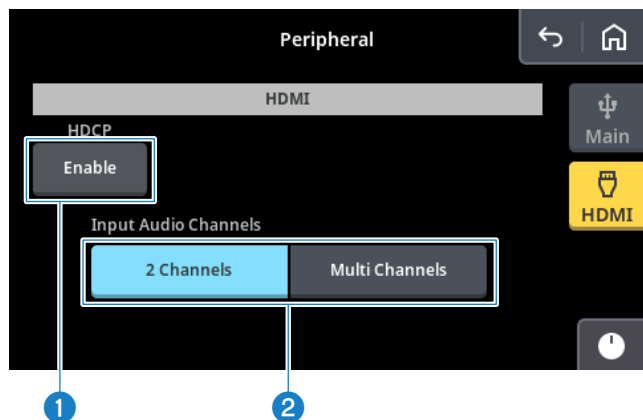 Peripheral
HDMI
Main
HDCP
Enable
HDMI
Input Audio Channels
2 Channels
Multi Channels
1
2